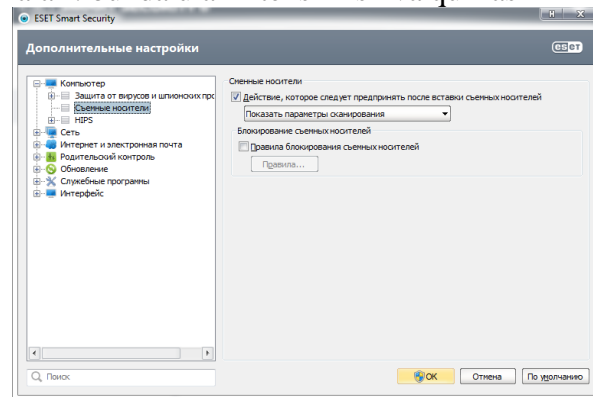 ESET Smart Security
Дополнительные настройки
eset
Компьютер
Защита от вирусов и шпионских прс
Съемные носители
HIPS
Сеть
Интернет и электронная почта
Родительский контроль
Обновление
Служебные программы
Интерфейс
Сменные носители
Действие, которое следует предпринять после вставки съемных носителей
Показать параметры сканирования
Блокирование съемных носителей
Правила блокирования съемных носителей
Правила...
Поиск
OK
Отмена
По умолчанию